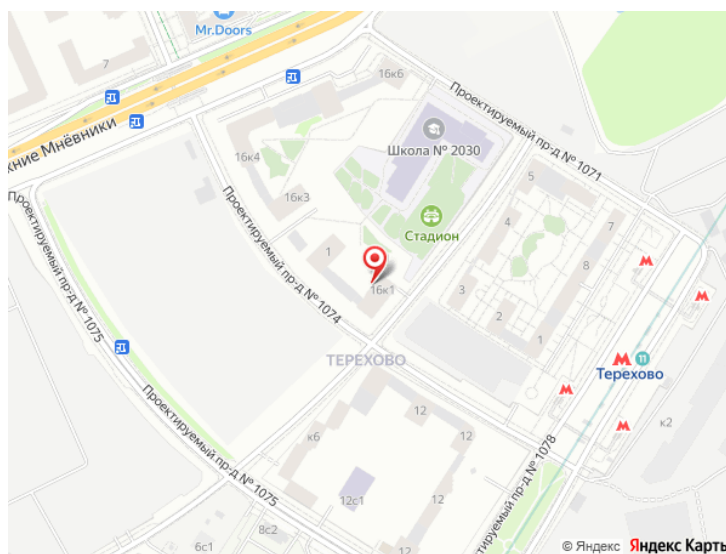 Mr.Doors
7
16к6
хние Мнёвники
Проектируемый пр-д № 1071
Школа № 2030
16к4
16к3
5
4
7
8
Стадион
1
3
2
1
16к1
Проектируемый пр-д № 1074
Проектируемый пр-д № 1075
ТЕРЕХОВО
11
Терехово
12
12
12
к6
к2
12с1
12
Проектируемый пр-д № 1075
Проектируемый пр-д № 1078
8с2
6с1
© Яндекс Яндекс Карты